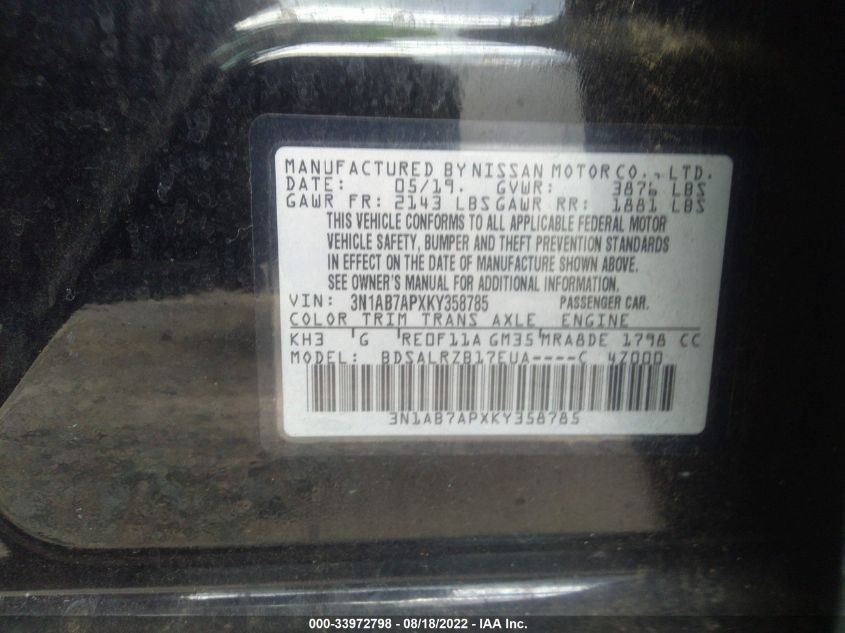 MANUFACTURED BY NISSAN MOTOR CO., LTD.
DATE: 05/19. GVWR: 3876 LBS
GAWR FR: 2143 LBS GAWR RR: 1881 LBS
THIS VEHICLE CONFORMS TO ALL APPLICABLE FEDERAL MOTOR
VEHICLE SAFETY, BUMPER AND THEFT PREVENTION STANDARDS
IN EFFECT ON THE DATE OF MANUFACTURE SHOWN ABOVE.
SEE OWNER'S MANUAL FOR ADDITIONAL INFORMATION.
VIN: 3N1AB7APXKY358785 PASSENGER CAR.
COLOR TRIM TRANS AXLE ENGINE
KH3 G RE0F11A GM35 MRA8DE 1798 CC
MODEL: BDSALRZB17EUA----C 4Z000
3N1AB7APXKY358785
000-33972798 - 08/18/2022 - IAA Inc.